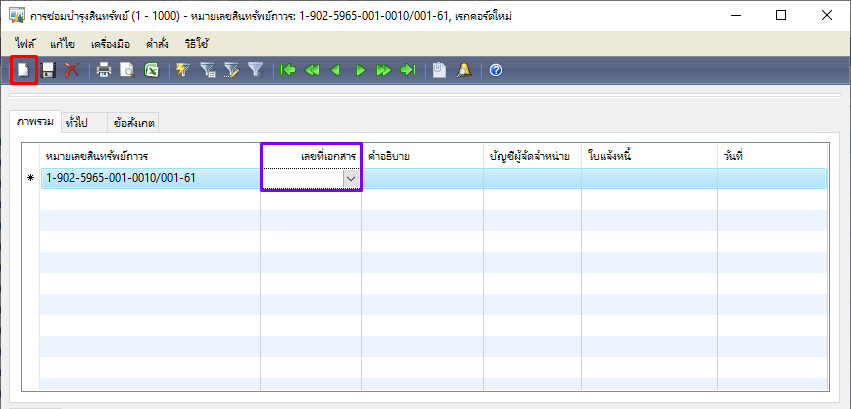 การซ่อมบำรุงสินทรัพย์ (1 - 1000) - หมายเลขสินทรัพย์ถาวร: 1-902-5965-001-0010/001-61, เรกคอร์ดใหม่
ไฟล์ แก้ไข เครื่องมือ คำสั่ง วิธีใช้
ภาพรวม ทั่วไป ข้อสังเกต
หมายเลขสินทรัพย์ถาวร เลขที่เอกสาร คำอธิบาย บัญชีผู้จัดจำหน่าย ใบแจ้งหนี้ วันที่
1-902-5965-001-0010/001-61